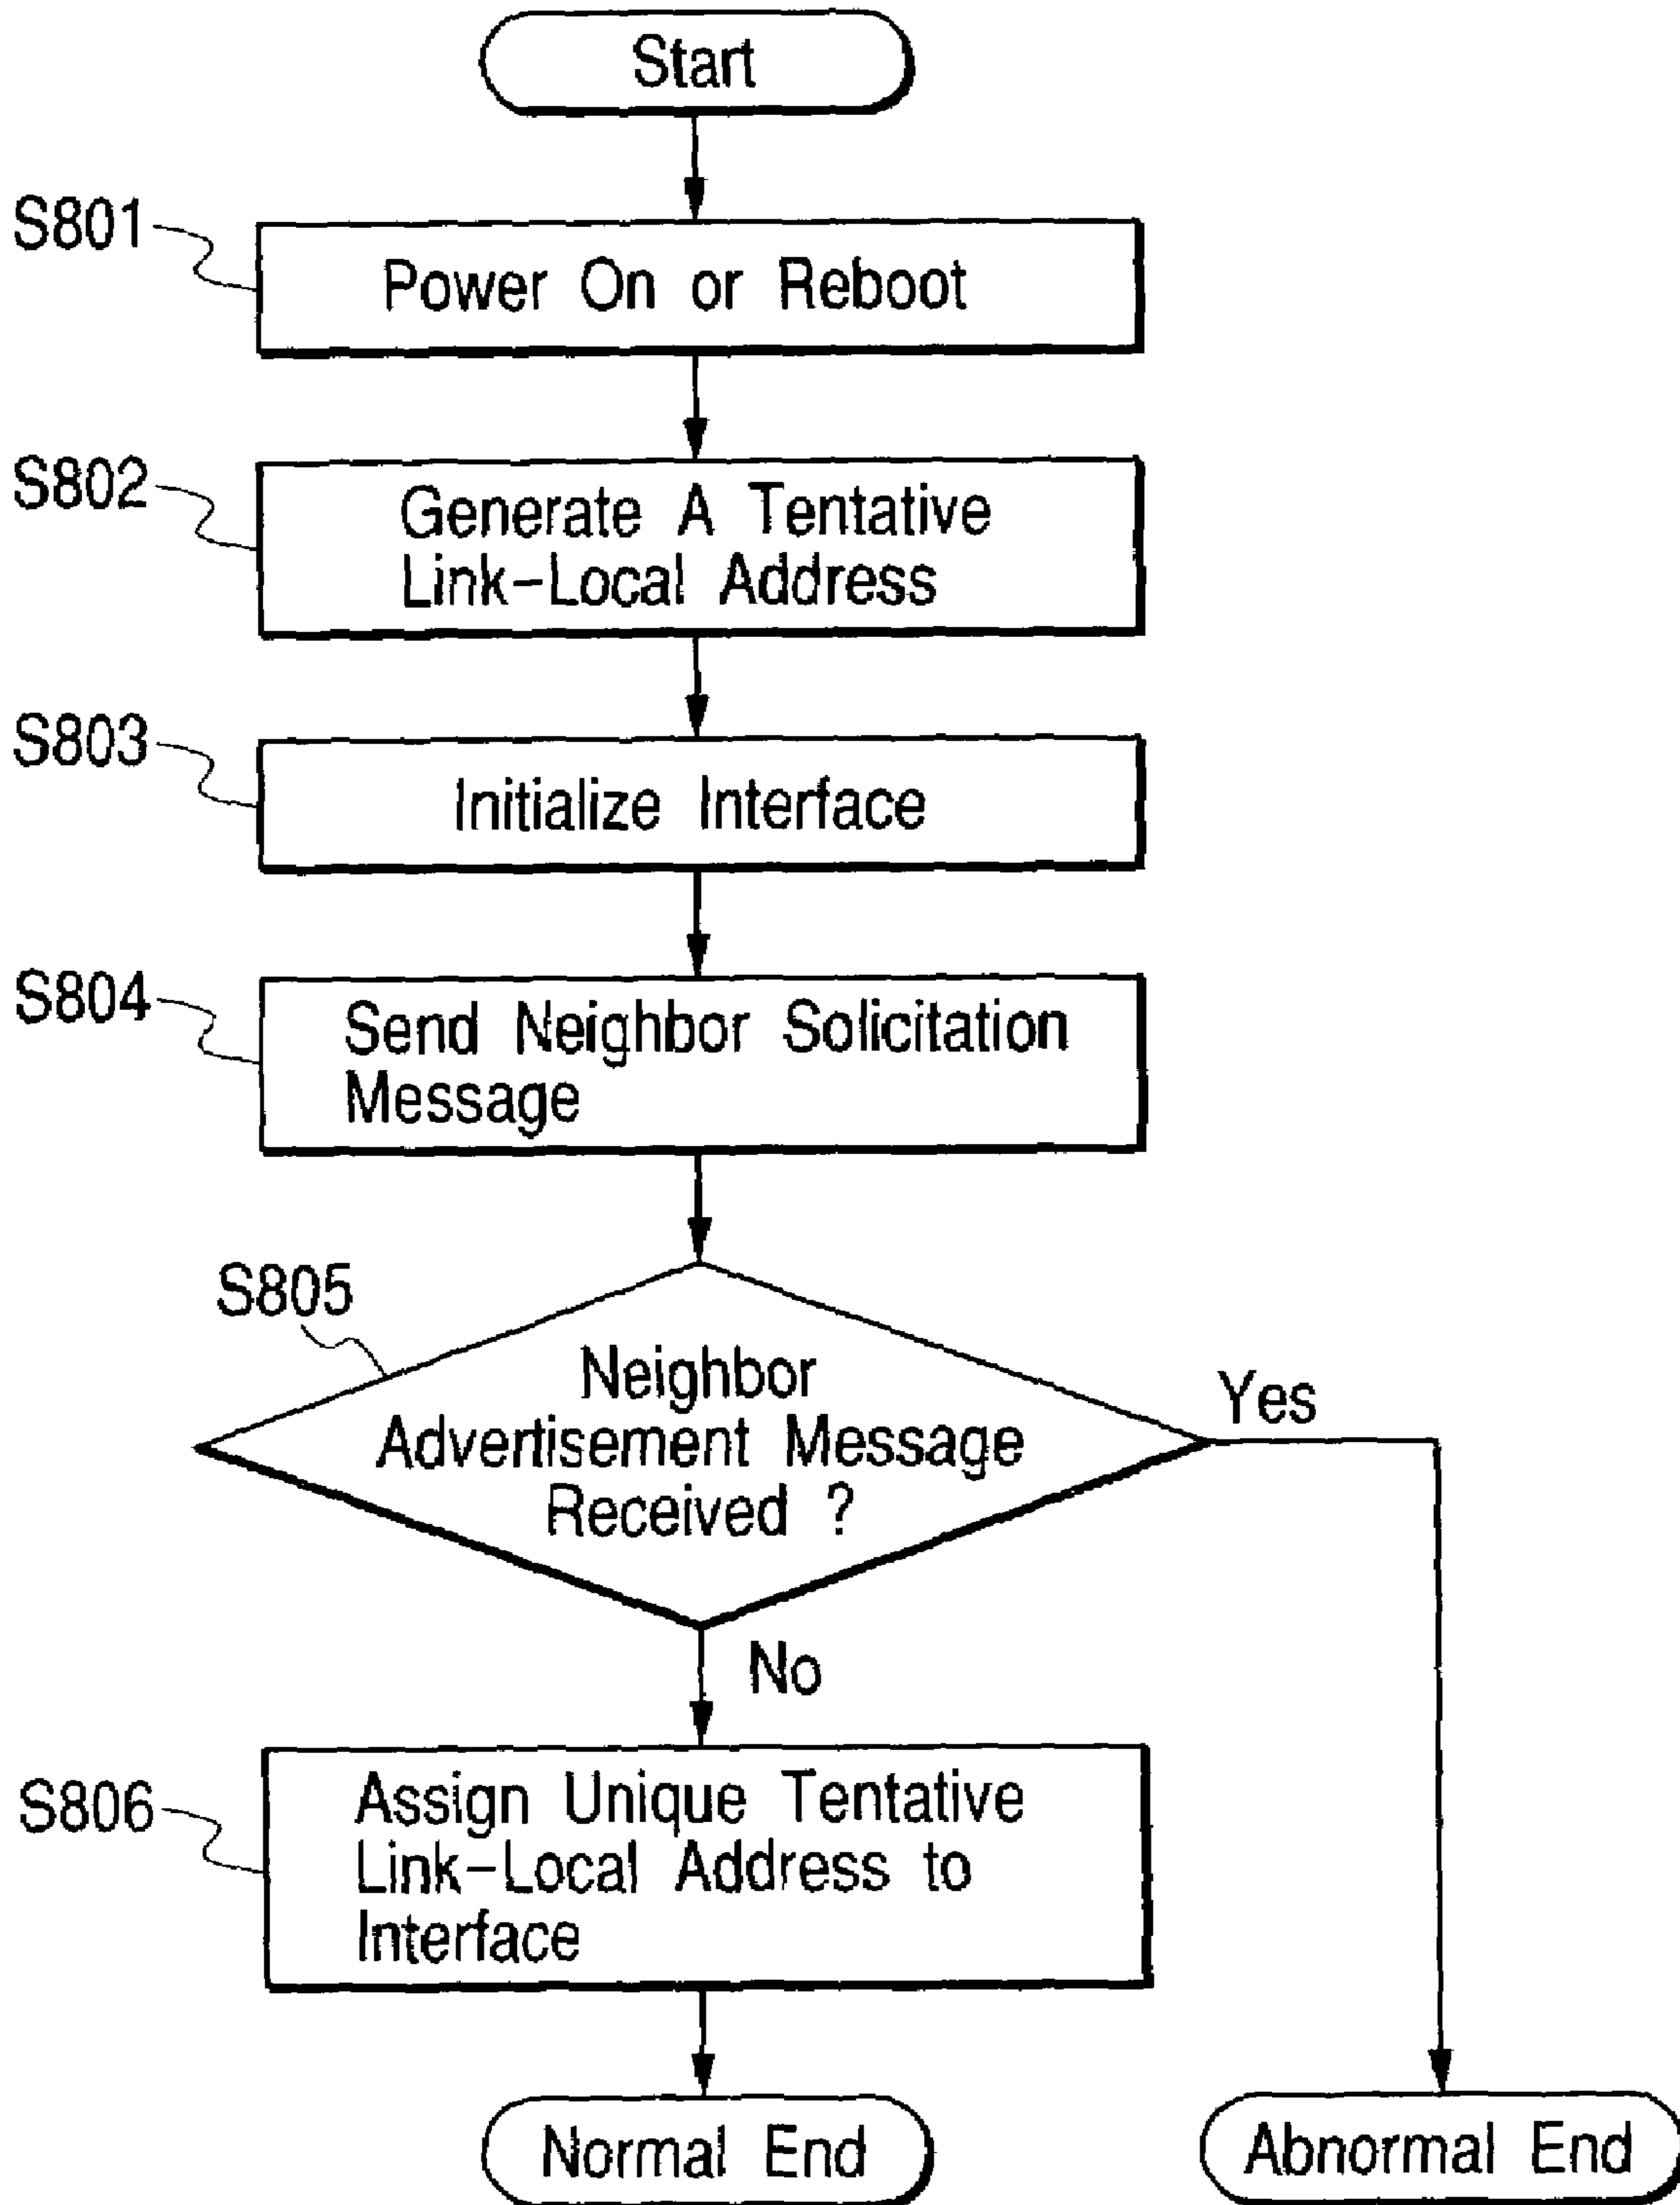 Start
S801
Power On or Reboot
S802
Generate A Tentative
Link-Local Address
S803
Initialize Interface
S804
Send Neighbor Solicitation
Message
S805
Neighbor
Advertisement Message
Received ?
Yes
No
S806
Assign Unique Tentative
Link-Local Address to
Interface
Normal End
Abnormal End